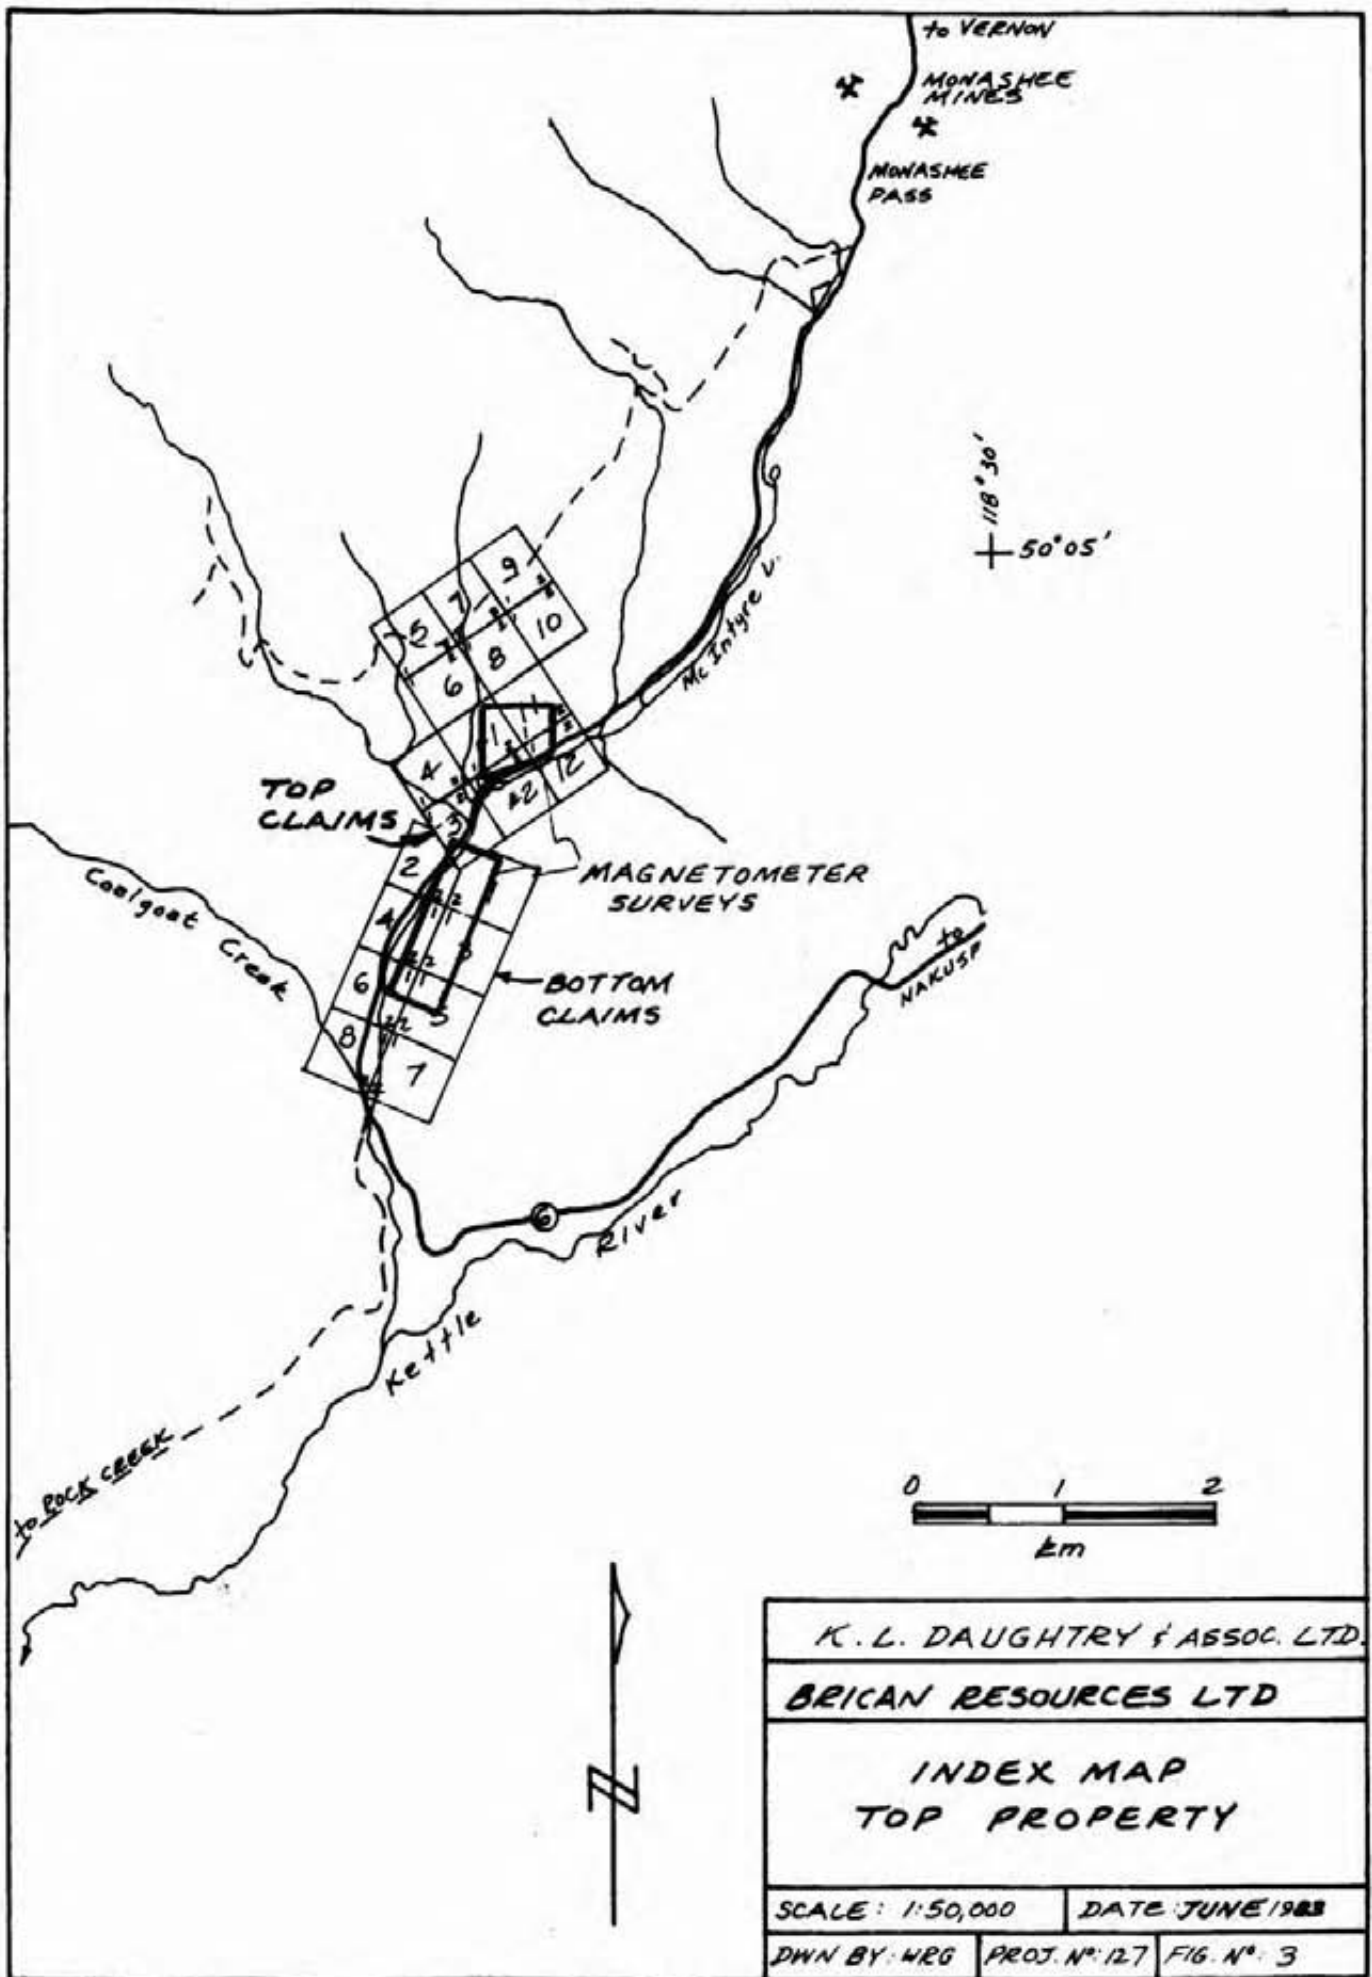 to VERNON
MONASHEE
MINES
MONASHEE
PASS
118° 30'
50° 05'
McIntyre
9
7
5
10
8
6
1
11
4
12
3
TOP
CLAIMS
2
MAGNETOMETER
SURVEYS
4
6
BOTTOM
CLAIMS
5
8
7
Coalgoat Creek
to
NAKUSP
6
Kettle River
to ROCK CREEK
0 1 2
km
K.L. DAUGHTRY & ASSOC. LTD.
BRICAN RESOURCES LTD
INDEX MAP
TOP PROPERTY
SCALE: 1:50,000
DATE: JUNE 1983
DWN BY: WRG
PROJ. Nº: 127
FIG. Nº: 3